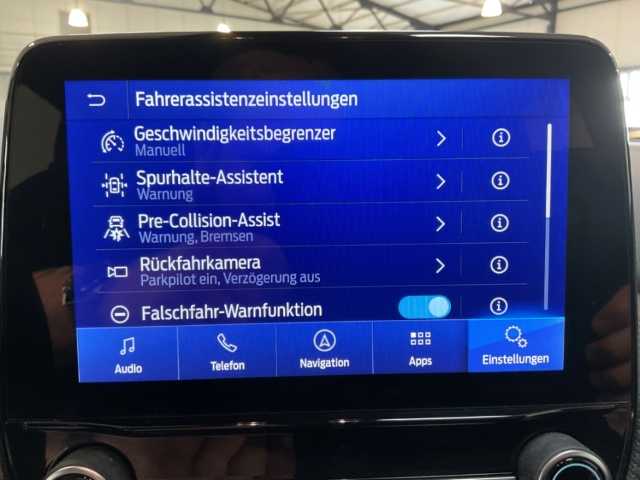 Fahrerassistenzeinstellungen
Geschwindigkeitsbegrenzer
Manuell
Spurhalte-Assistent
Warnung
Pre-Collision-Assist
Warnung, Bremsen
Rückfahrkamera
Parkpilot ein, Verzögerung aus
Falschfahr-Warnfunktion
Audio
Telefon
Navigation
Apps
Einstellungen